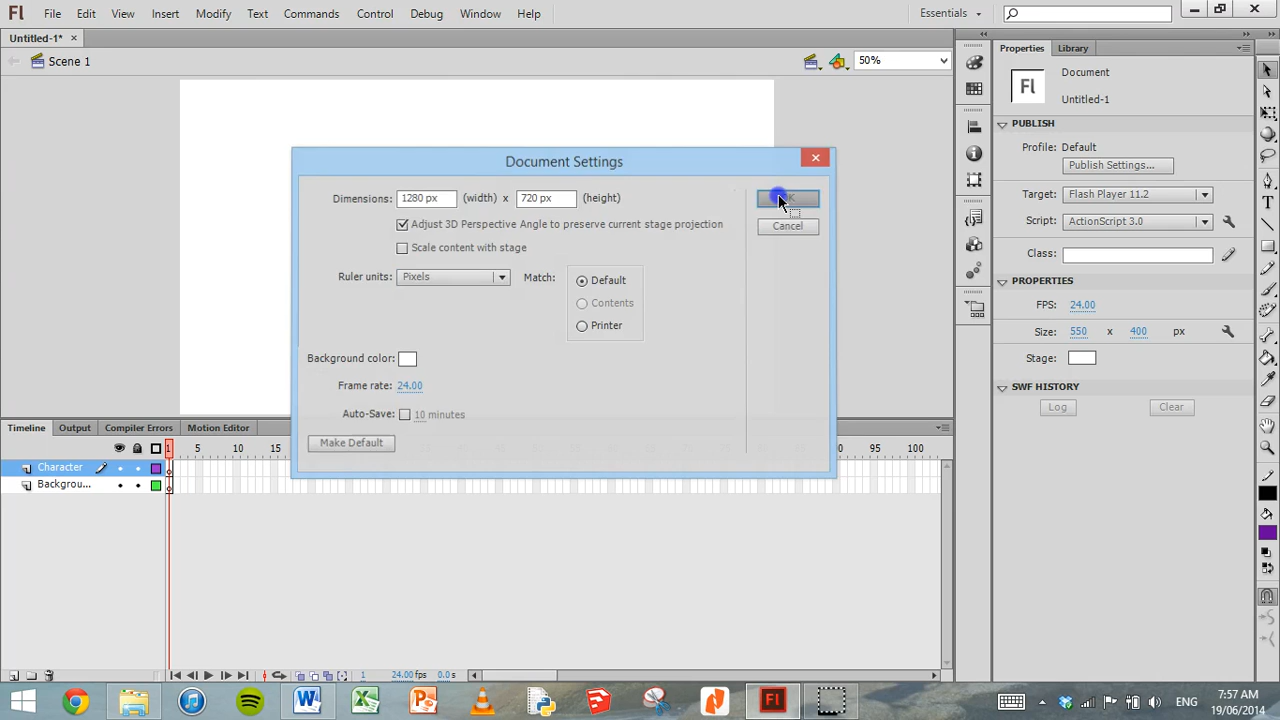 Fl File Edit View Insert Modify Text Commands Control Debug Window Help Essentials
Untitled-1* × Properties Library
Scene 1 50%
Fl Document
Untitled-1
PUBLISH
Profile: Default
Publish Settings...
Target: Flash Player 11.2
Script: ActionScript 3.0
Class:
PROPERTIES
FPS: 24.00
Size: 550 x 400 px
Stage:
SWF HISTORY
Log Clear
Document Settings
Dimensions: 1280 px (width) x 720 px (height)
Cancel
Adjust 3D Perspective Angle to preserve current stage projection
Scale content with stage
Ruler units: Pixels Match: Default
Contents
Printer
Background color:
Frame rate: 24.00
Auto-Save: 10 minutes
Make Default
Timeline Output Compiler Errors Motion Editor
1 5 10 15 95 100
Character
Backgrou...
1 24.00 fps 0.0 s
Fl ENG 7:57 AM
19/06/2014